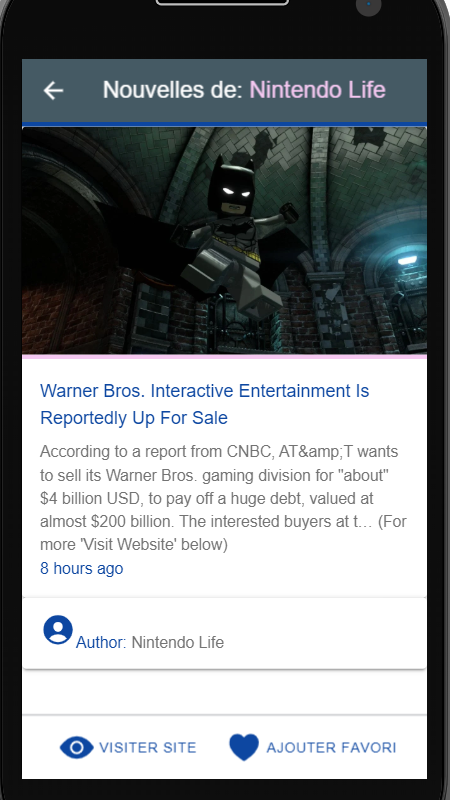 Nouvelles de: Nintendo Life
Warner Bros. Interactive Entertainment Is
Reportedly Up For Sale
According to a report from CNBC, AT&amp;T wants
to sell its Warner Bros. gaming division for "about"
$4 billion USD, to pay off a huge debt, valued at
almost $200 billion. The interested buyers at t… (For
more 'Visit Website' below)
8 hours ago
Author: Nintendo Life
VISITER SITE
AJOUTER FAVORI